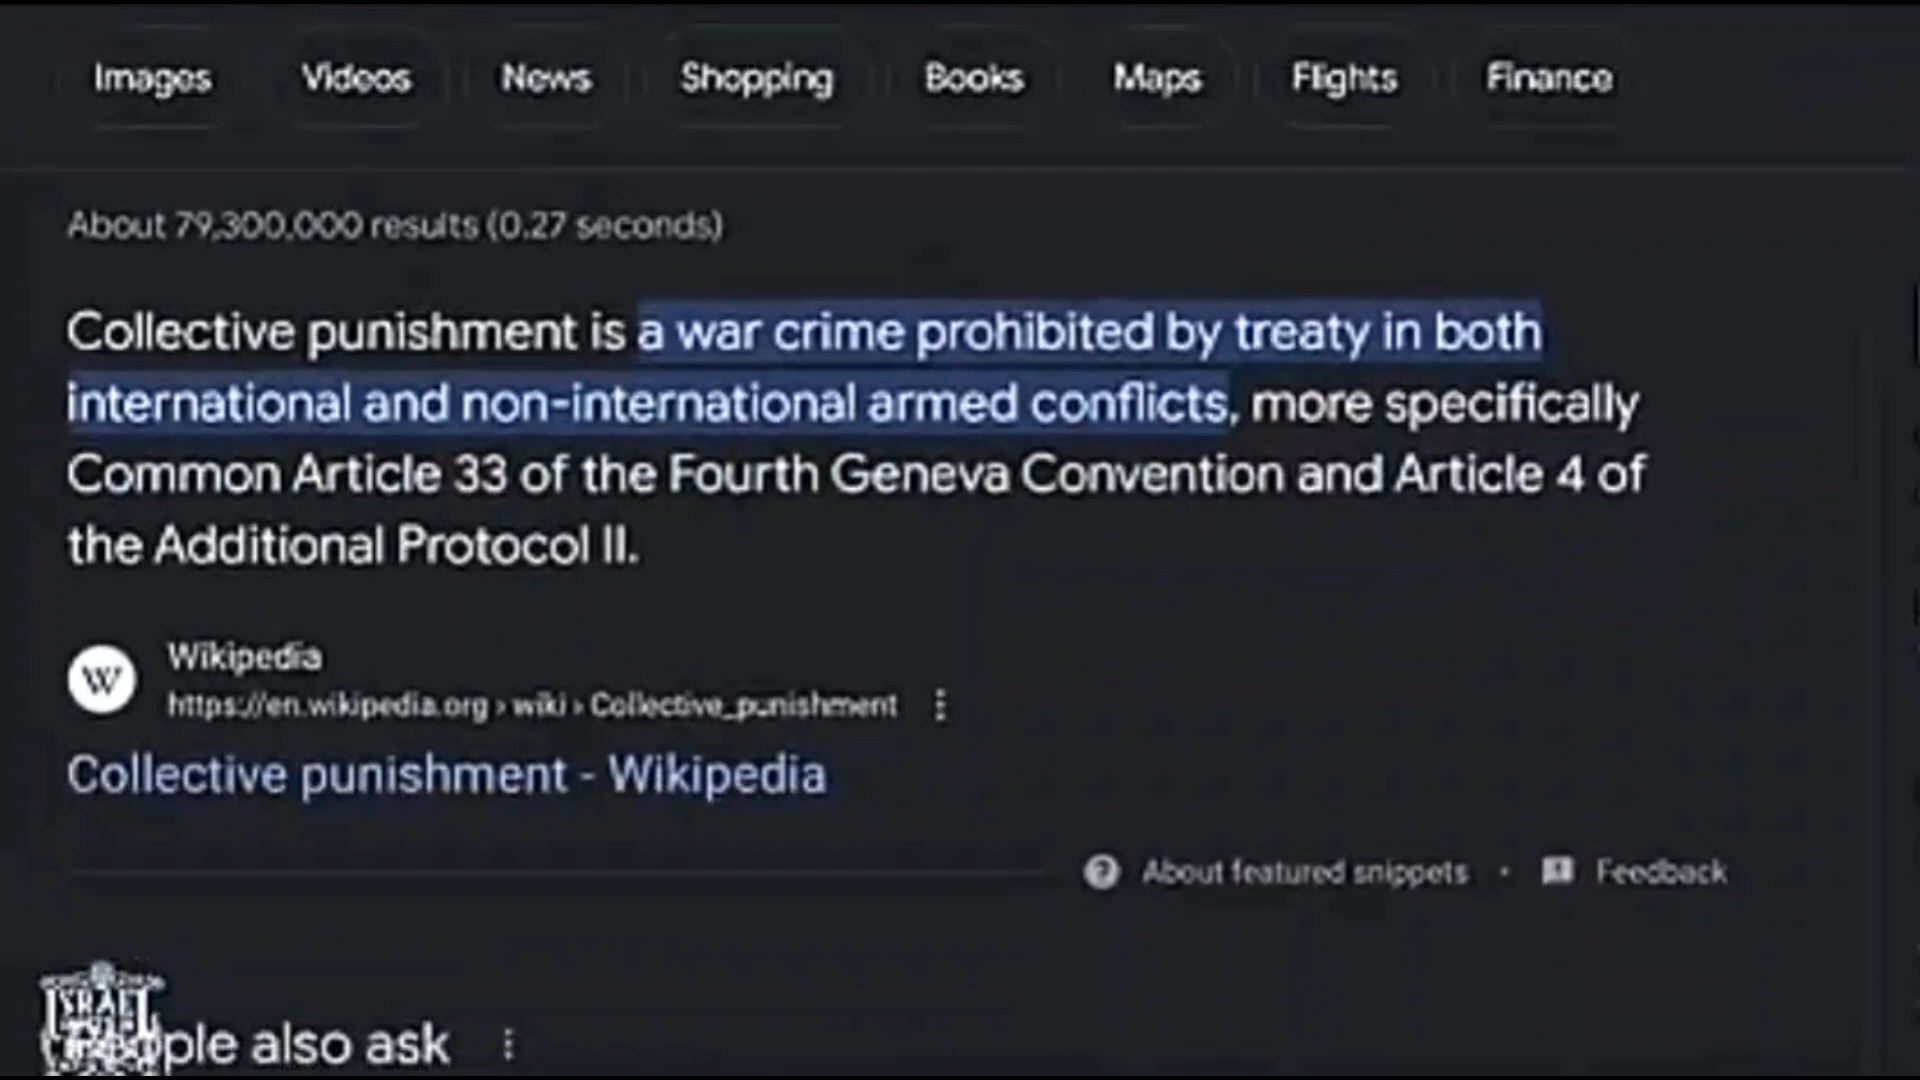 Images Videos News Shopping Books Maps Flights Finance
About 79,300,000 results (0.27 seconds)
Collective punishment is a war crime prohibited by treaty in both
international and non-international armed conflicts, more specifically
Common Article 33 of the Fourth Geneva Convention and Article 4 of
the Additional Protocol II.
Wikipedia
https://en.wikipedia.org › wiki › Collective_punishment
Collective punishment - Wikipedia
About featured snippets • Feedback
ISRAEL
People also ask